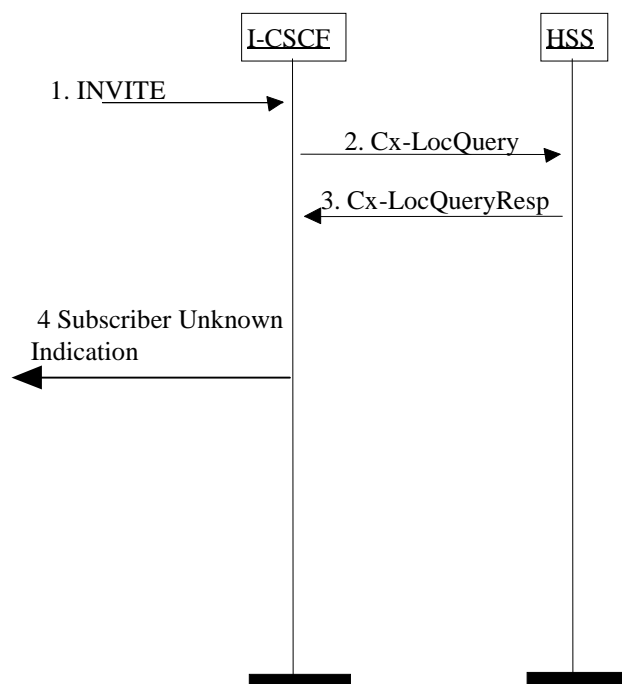 I-CSCF
HSS
1. INVITE
2. Cx-LocQuery
3. Cx-LocQueryResp
4 Subscriber Unknown
Indication